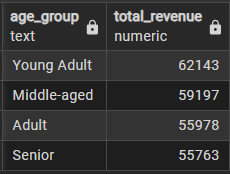 age_group total_revenue
text numeric
Young Adult 62143
Middle-aged 59197
Adult 55978
Senior 55763